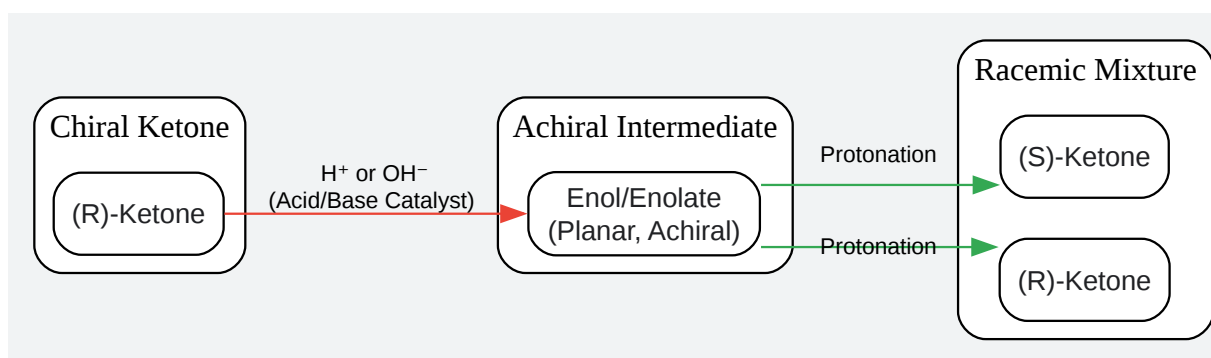 Chiral Ketone
(R)-Ketone
H⁺ or OH⁻
(Acid/Base Catalyst)
Achiral Intermediate
Enol/Enolate
(Planar, Achiral)
Protonation
Protonation
Racemic Mixture
(S)-Ketone
(R)-Ketone